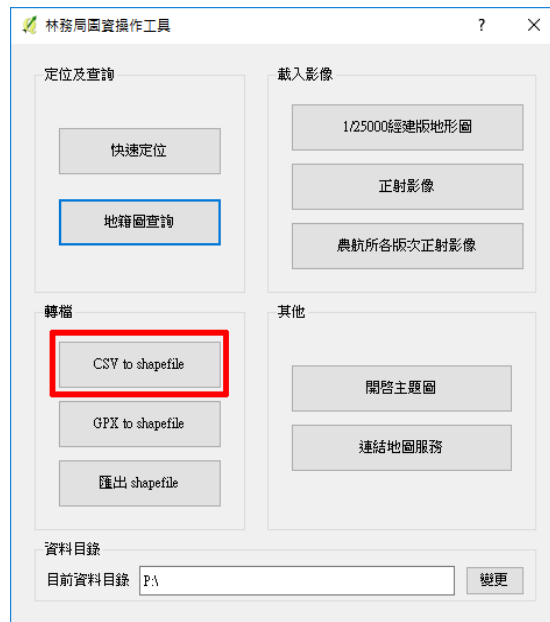 林務局圖資操作工具
定位及查詢
快速定位
地籍圖查詢
載入影像
1/25000經建版地形圖
正射影像
農航所各版次正射影像
轉檔
CSV to shapefile
GPX to shapefile
匯出 shapefile
其他
開啓主題圖
連結地圖服務
資料目錄
目前資料目錄 P:\ 變更